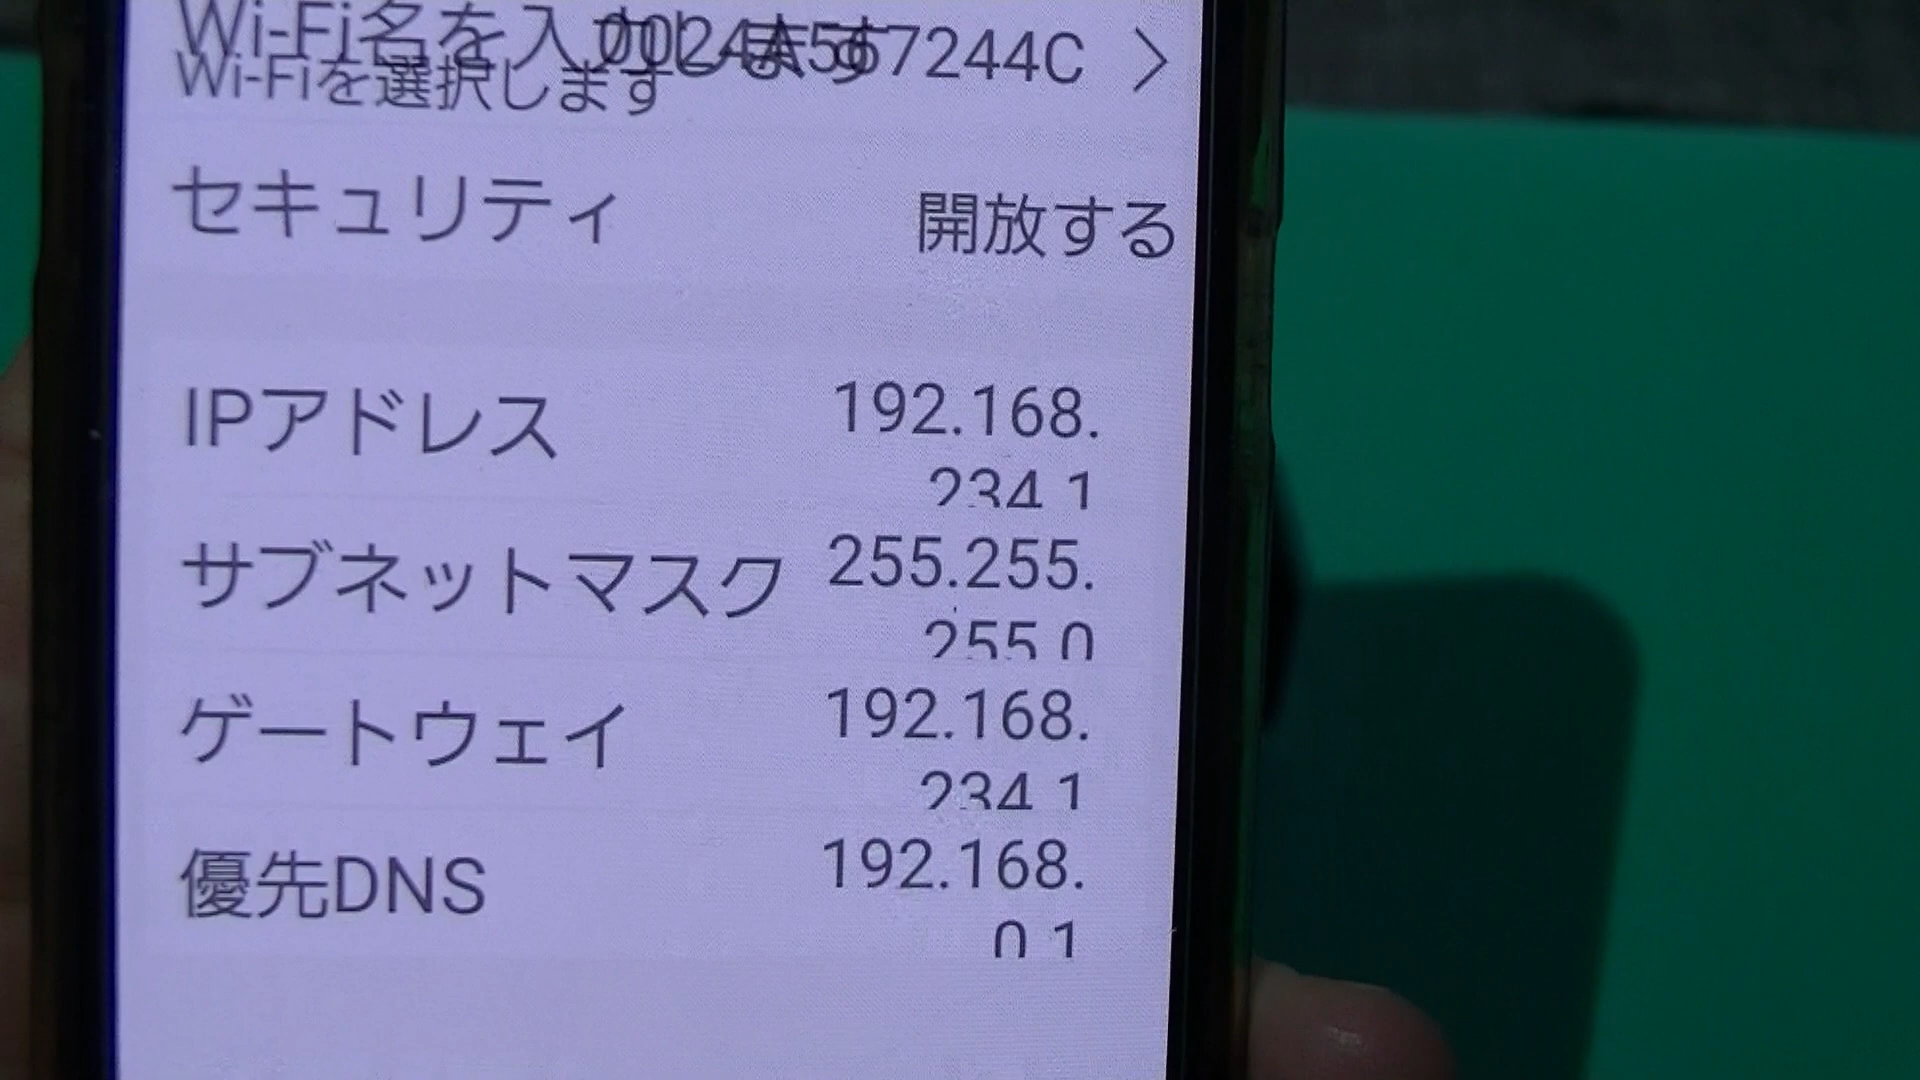 Wi-Fi名を入力します
0024A567244C
Wi-Fiを選択します
セキュリティ 開放する
IPアドレス 192.168.
234.1
サブネットマスク 255.255.
255.0
ゲートウェイ 192.168.
234.1
優先DNS 192.168.
0.1